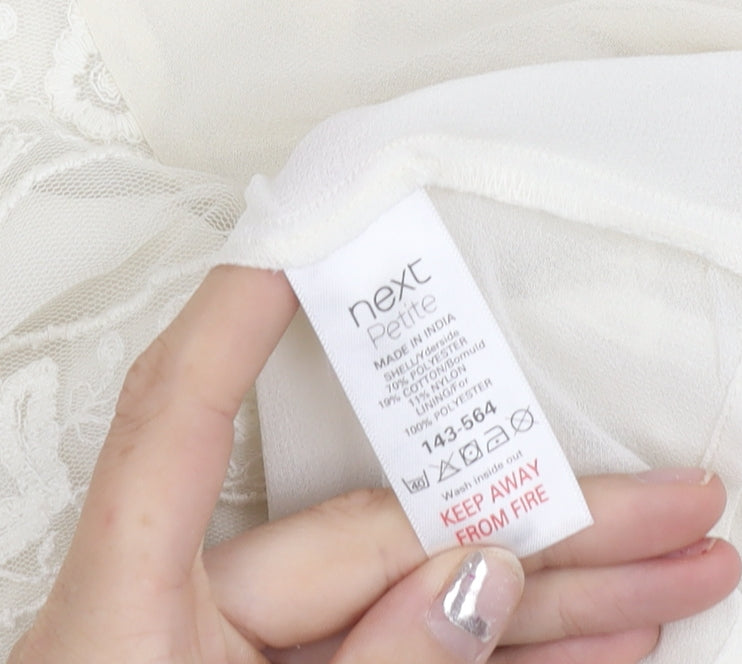 next
Petite
MADE IN INDIA
SHELL/Yderside
70% POLYESTER
19% COTTON/Bomuld
11% NYLON
LINING/For
100% POLYESTER
143-564
40
Wash inside out
KEEP AWAY
FROM FIRE